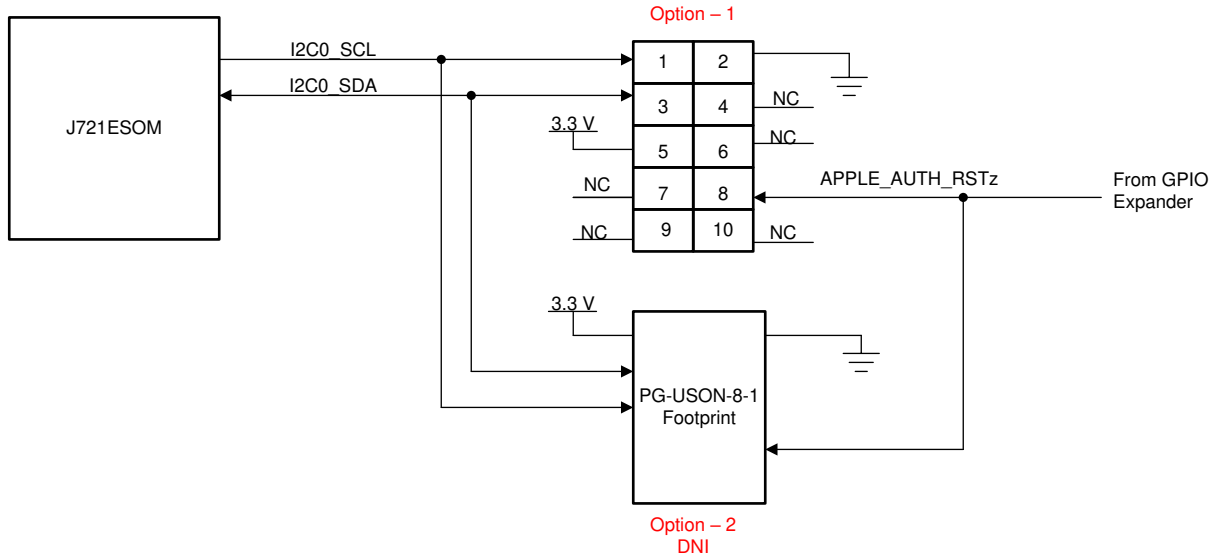 Option – 1
I2C0_SCL
1 2
I2C0_SDA
J721ESOM
3 4 NC
3.3 V
5 6 NC
APPLE_AUTH_RSTz
From GPIO
Expander
NC 7 8
NC 9 10 NC
3.3 V
PG-USON-8-1
Footprint
Option – 2
DNI